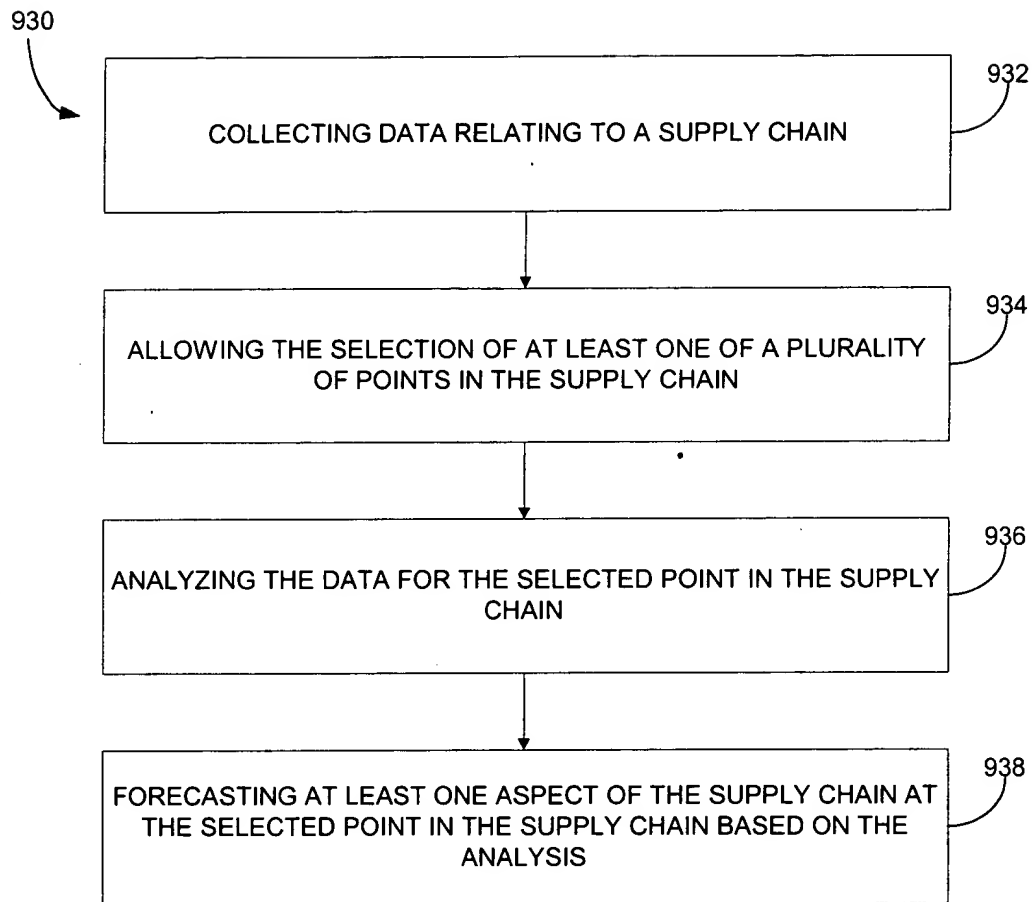 930
932
COLLECTING DATA RELATING TO A SUPPLY CHAIN
934
ALLOWING THE SELECTION OF AT LEAST ONE OF A PLURALITY
OF POINTS IN THE SUPPLY CHAIN
936
ANALYZING THE DATA FOR THE SELECTED POINT IN THE SUPPLY
CHAIN
938
FORECASTING AT LEAST ONE ASPECT OF THE SUPPLY CHAIN AT
THE SELECTED POINT IN THE SUPPLY CHAIN BASED ON THE
ANALYSIS